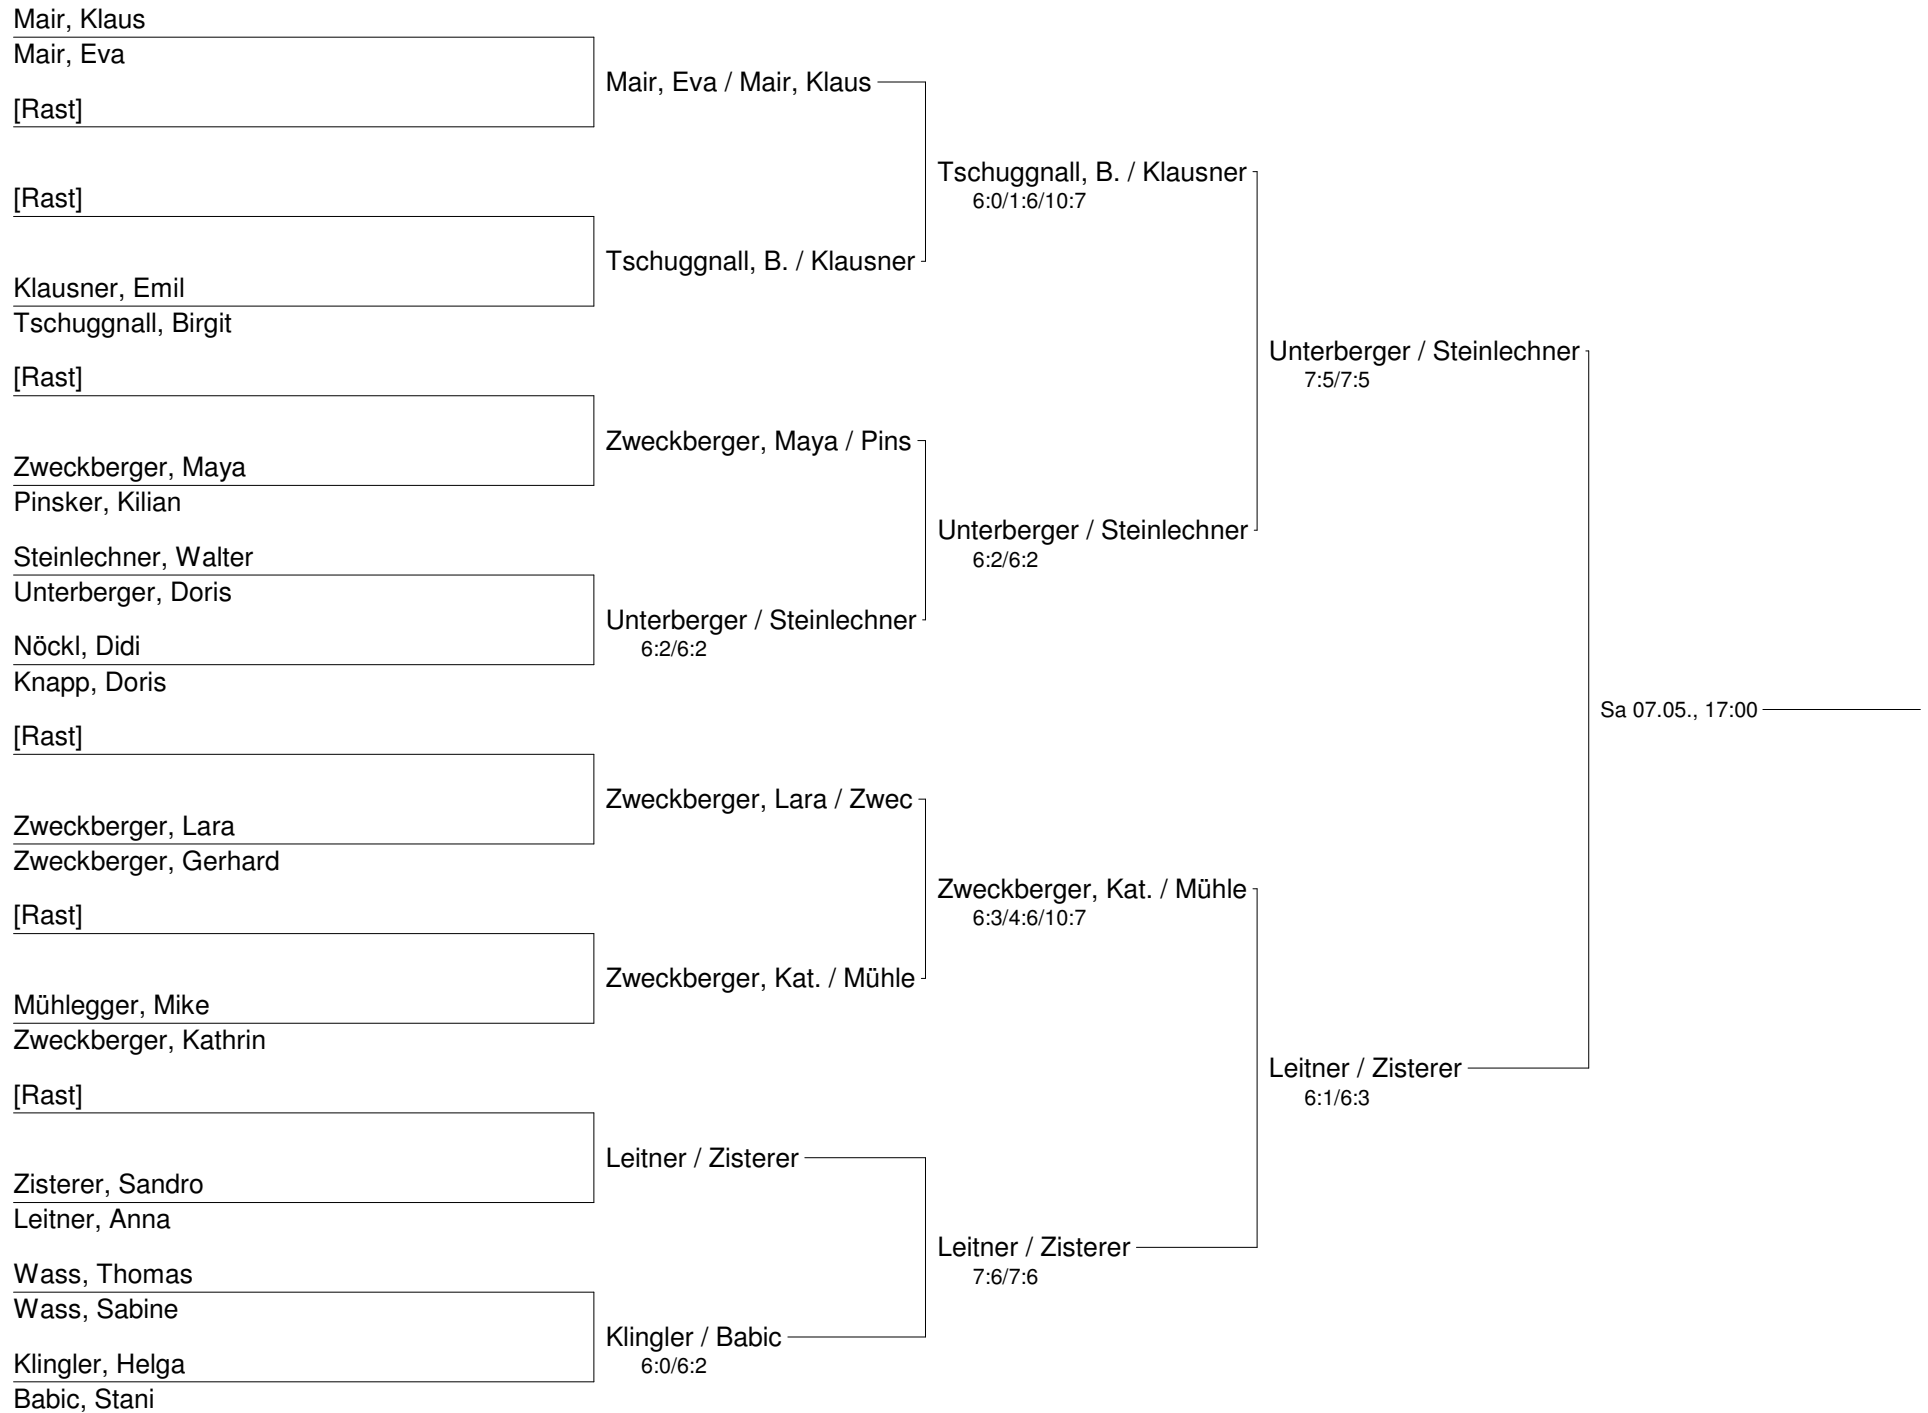 Mair, Klaus
Mair, Eva
[Rast]
[Rast]
Klausner, Emil
Tschuggnall, Birgit
[Rast]
Zweckberger, Maya
Pinsker, Kilian
Steinlechner, Walter
Unterberger, Doris
Nöckl, Didi
Knapp, Doris
[Rast]
Zweckberger, Lara
Zweckberger, Gerhard
[Rast]
Mühlegger, Mike
Zweckberger, Kathrin
[Rast]
Zisterer, Sandro
Leitner, Anna
Wass, Thomas
Wass, Sabine
Klingler, Helga
Babic, Stani
Mair, Eva / Mair, Klaus
Tschuggnall, B. / Klausner
Zweckberger, Maya / Pins
Unterberger / Steinlechner
6:2/6:2
Zweckberger, Lara / Zwec
Zweckberger, Kat. / Mühle
Leitner / Zisterer
Klingler / Babic
6:0/6:2
Tschuggnall, B. / Klausner
6:0/1:6/10:7
Unterberger / Steinlechner
6:2/6:2
Zweckberger, Kat. / Mühle
6:3/4:6/10:7
Leitner / Zisterer
7:6/7:6
Unterberger / Steinlechner
7:5/7:5
Leitner / Zisterer
6:1/6:3
Sa 07.05., 17:00